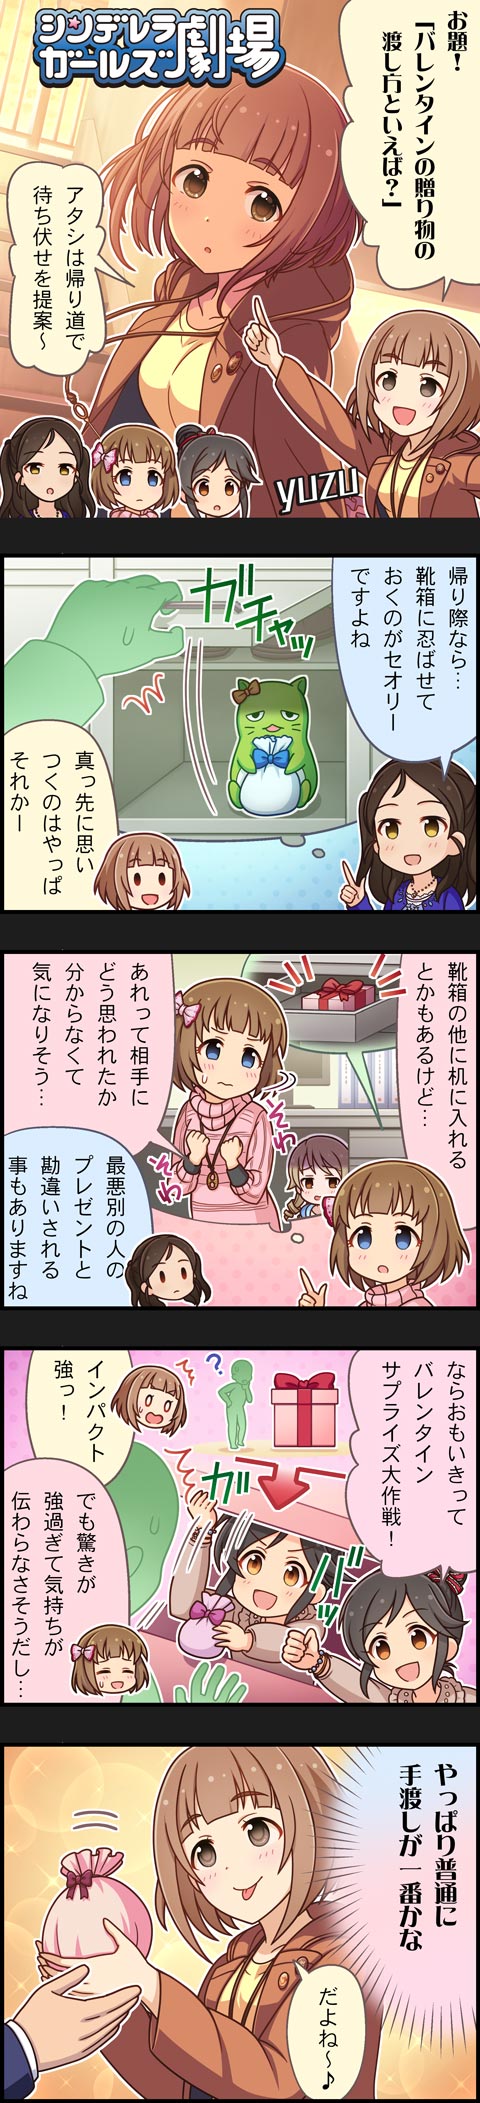 シンデレラ
ガールズ劇場
お題!
「バレンタインの贈り物の
渡し方といえば?」
アタシは帰り道で
待ち伏せを提案〜
yuzu
帰り際なら…
靴箱に忍ばせて
おくのがセオリー
ですよね
ガチャッ
真っ先に思い
つくのはやっぱ
それかー
靴箱の他に机に入れる
とかもあるけど…
あれって相手に
どう思われたか
分からなくて
気になりそう…
そわ
そわ
最悪別の人の
プレゼントと
勘違いされる
事もありますね
ならおもいきって
バレンタイン
サプライズ大作戦!
?
インパクト
強っ!
ガバッ
でも驚きが
強過ぎて気持ちが
伝わらなさそうだし…
やっぱり普通に
手渡しが一番かな
だよね〜♪